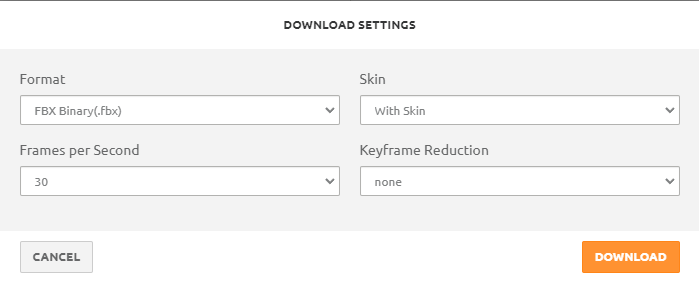 DOWNLOAD SETTINGS
Format
Skin
FBX Binary(.fbx)
With Skin
Frames per Second
Keyframe Reduction
30
none
CANCEL
DOWNLOAD